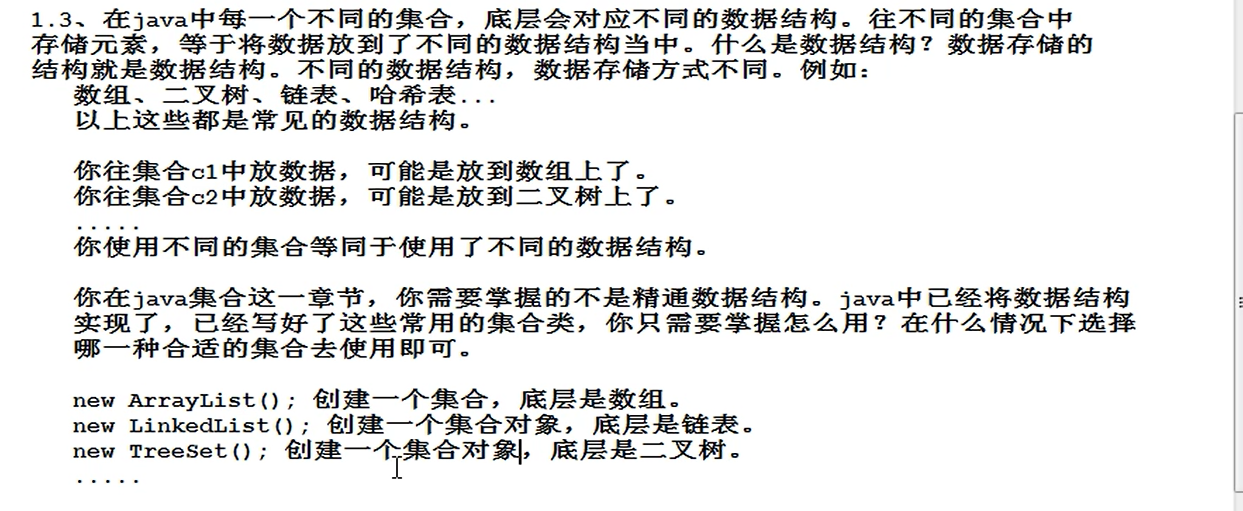 1.3、在java中每一个不同的集合，底层会对应不同的数据结构。往不同的集合中
存储元素，等于将数据放到了不同的数据结构当中。什么是数据结构？数据存储的
结构就是数据结构。不同的数据结构，数据存储方式不同。例如：
数组、二叉树、链表、哈希表...
以上这些都是常见的数据结构。
你往集合c1中放数据，可能是放到数组上了。
你往集合c2中放数据，可能是放到二叉树上了。
.....
你使用不同的集合等同于使用了不同的数据结构。
你在java集合这一章节，你需要掌握的不是精通数据结构。java中已经将数据结构
实现了，已经写好了这些常用的集合类，你只需要掌握怎么用？在什么情况下选择
哪一种合适的集合去使用即可。
new ArrayList(); 创建一个集合，底层是数组。
new LinkedList(); 创建一个集合对象，底层是链表。
new TreeSet(); 创建一个集合对象，底层是二叉树。
.....